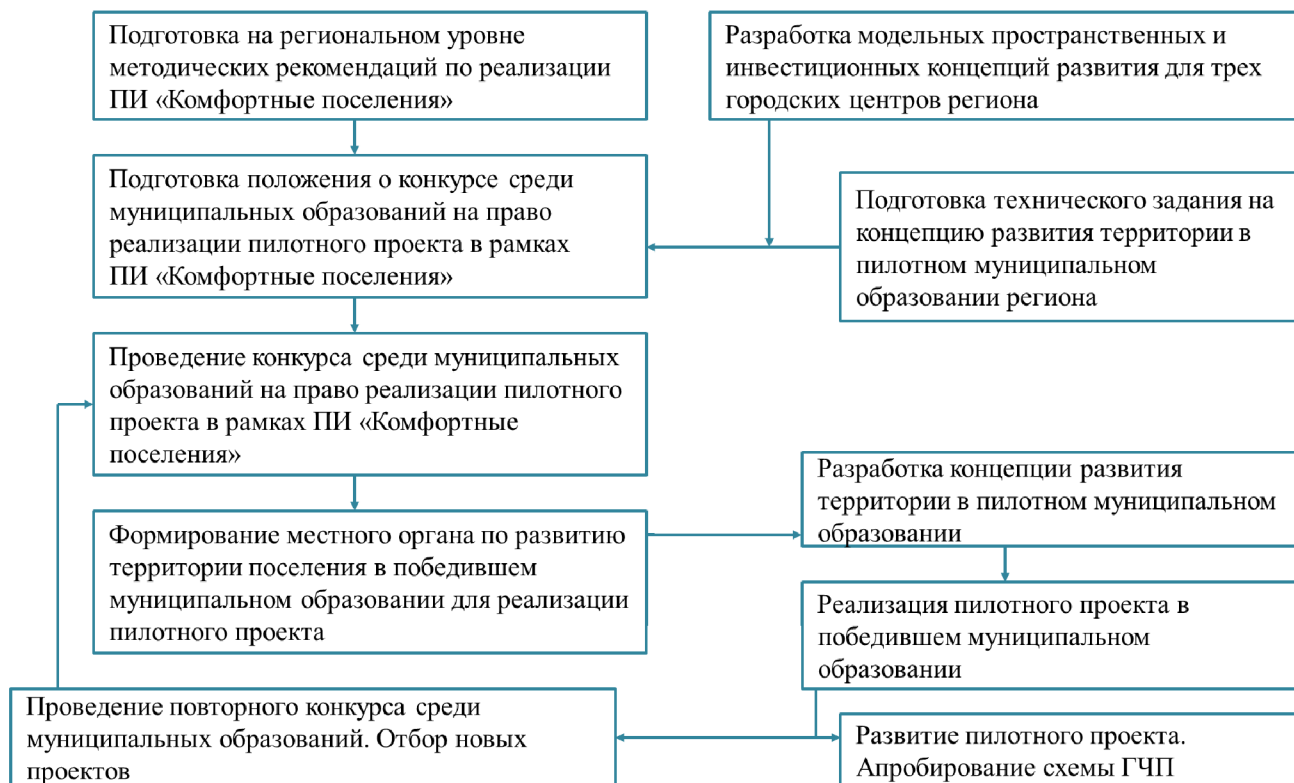 Подготовка на региональном уровне
методических рекомендаций по реализации
ПИ «Комфортные поселения»
Разработка модельных пространственных и
инвестиционных концепций развития для трех
городских центров региона
Подготовка положения о конкурсе среди
муниципальных образований на право
реализации пилотного проекта в рамках
ПИ «Комфортные поселения»
Подготовка технического задания на
концепцию развития территории в
пилотном муниципальном
образовании региона
Проведение конкурса среди муниципальных
образований на право реализации пилотного
проекта в рамках ПИ «Комфортные
поселения»
Разработка концепции развития
территории в пилотном муниципальном
образовании
Формирование местного органа по развитию
территории поселения в победившем
муниципальном образовании для реализации
пилотного проекта
Реализация пилотного проекта в
победившем муниципальном
образовании
Проведение повторного конкурса среди
муниципальных образований. Отбор новых
проектов
Развитие пилотного проекта.
Апробирование схемы ГЧП